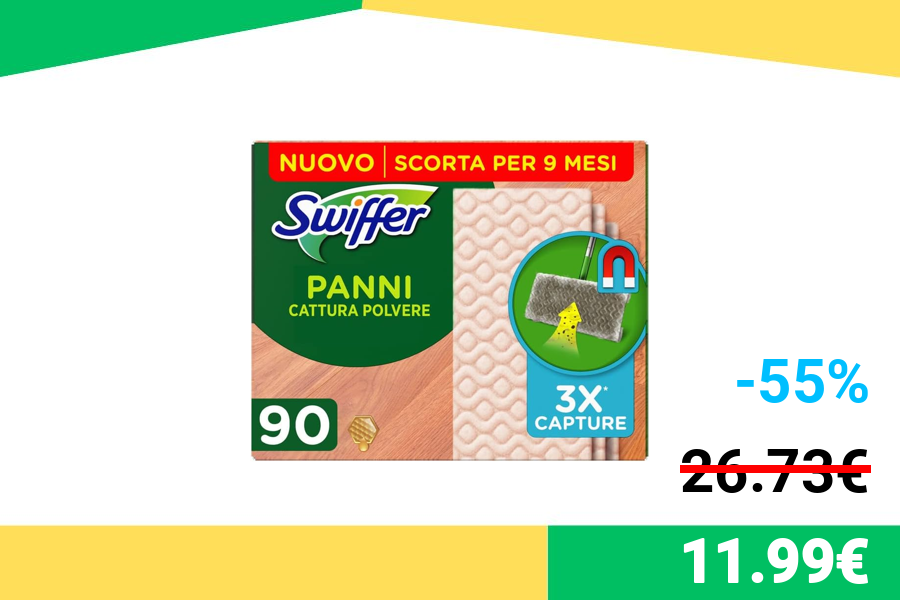 NUOVO | SCORTA PER 9 MESI
Swiffer
PANNI
CATTURA POLVERE
3X*
CAPTURE
90
-55%
26.73€
11.99€